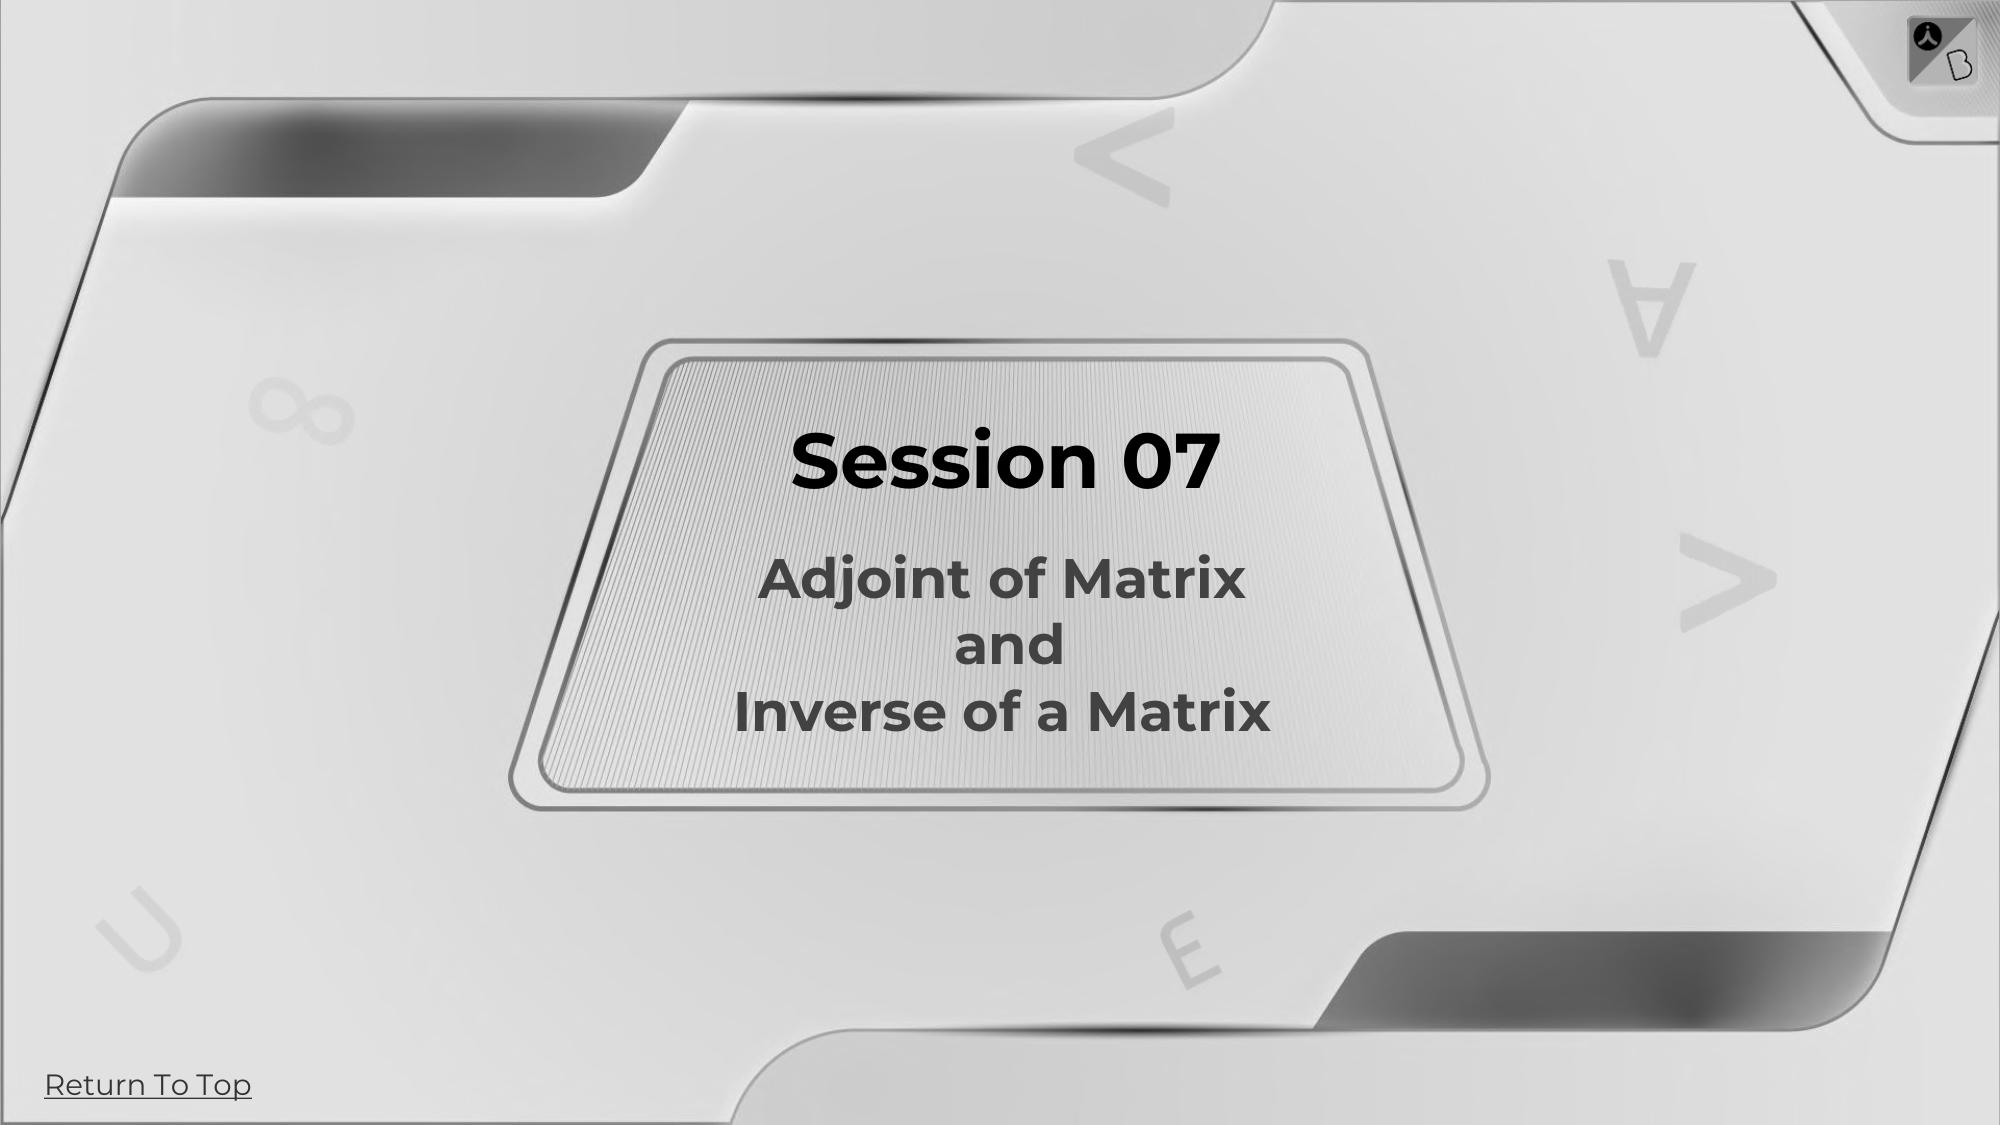 Session 07
Adjoint of Matrix
and
Inverse of a Matrix
Return To Top